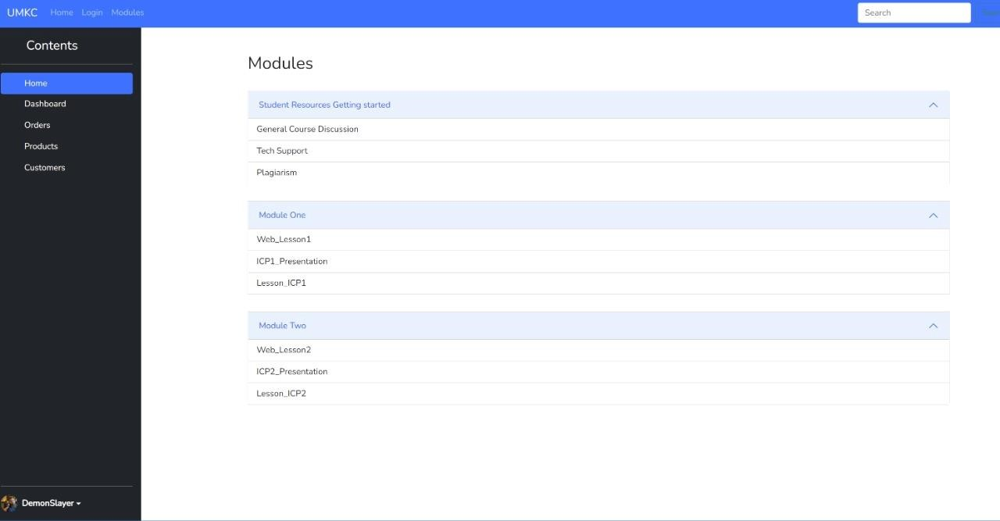 UMKC Home Login Modules Search
Contents
Home
Dashboard
Orders
Products
Customers
DemonSlayer
Modules
Student Resources Getting started
General Course Discussion
Tech Support
Plagiarism
Module One
Web_Lesson1
ICP1_Presentation
Lesson_ICP1
Module Two
Web_Lesson2
ICP2_Presentation
Lesson_ICP2